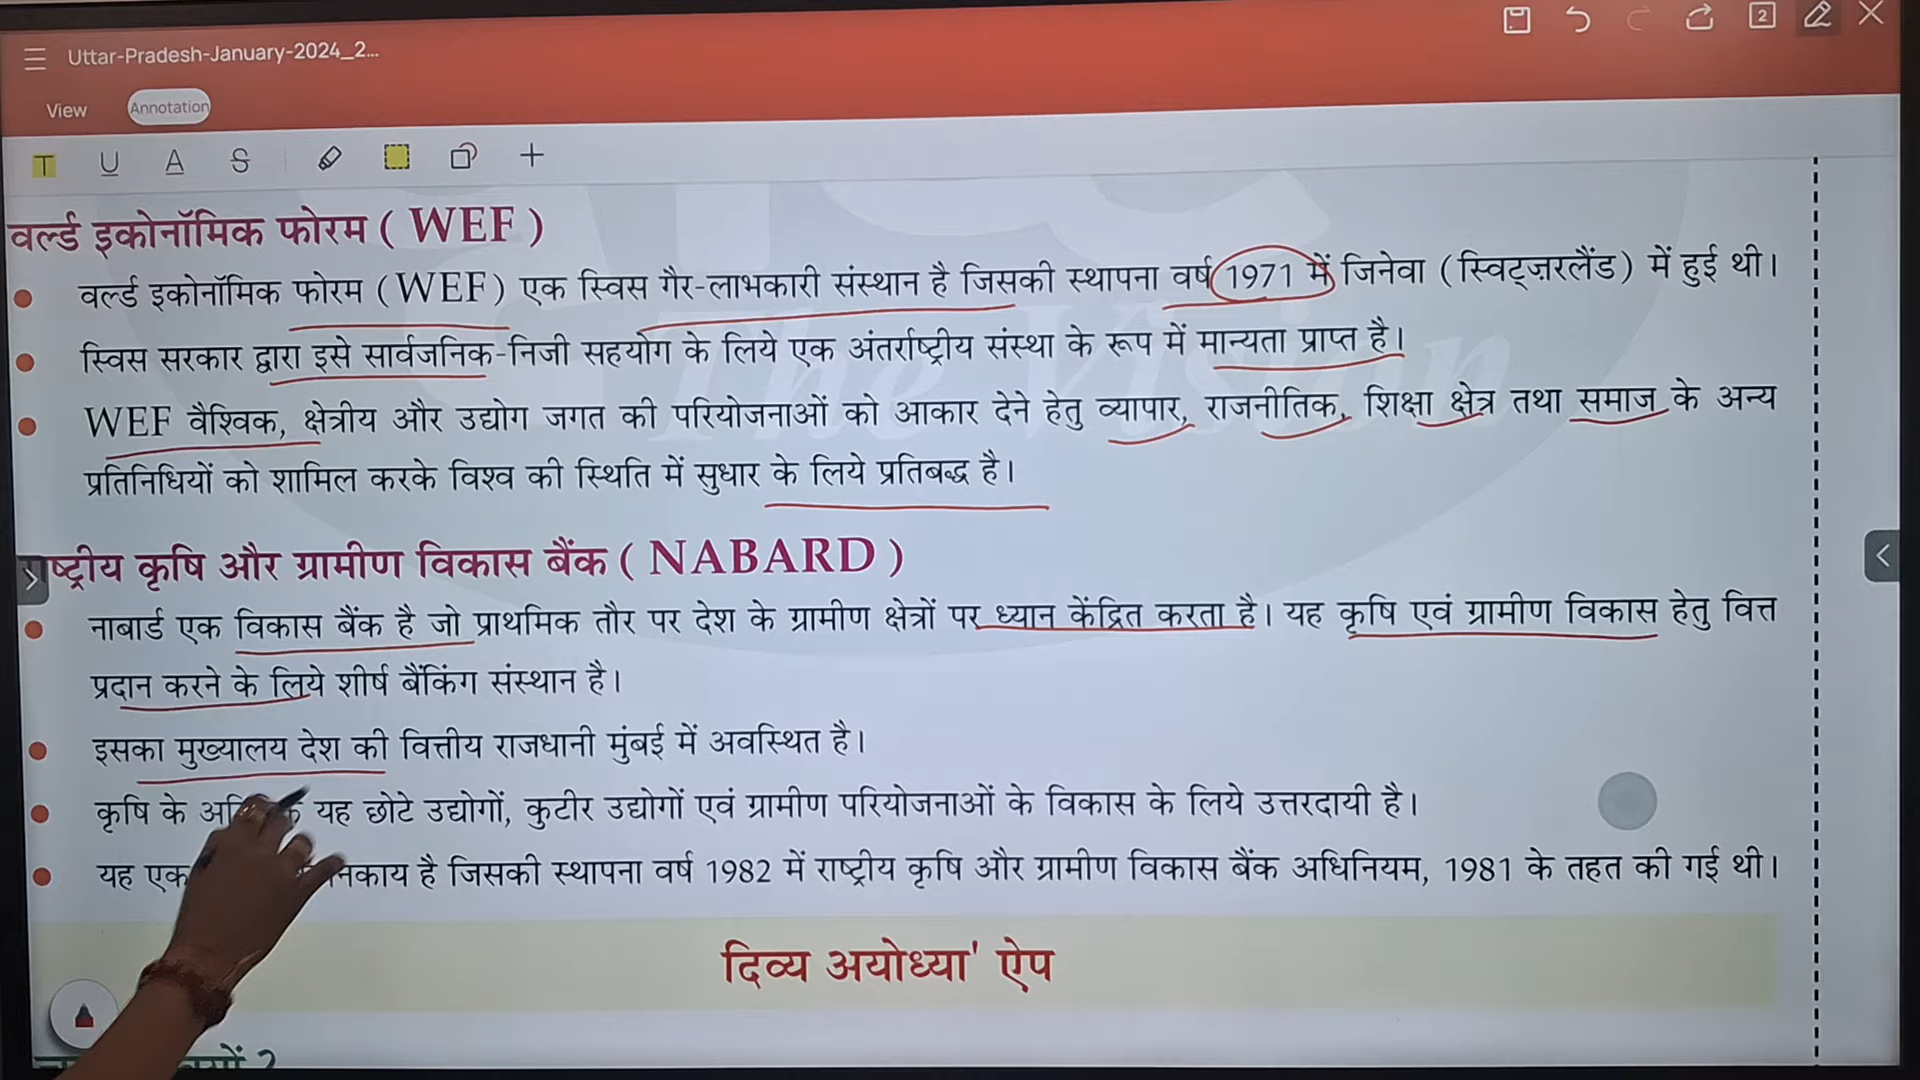 Uttar-Pradesh-January-2024_2...
2
View
Annotation
T U A S
वर्ल्ड इकोनॉमिक फोरम ( WEF )
वर्ल्ड इकोनॉमिक फोरम (WEF) एक स्विस गैर-लाभकारी संस्थान है जिसकी स्थापना वर्ष 1971 में जिनेवा (स्विट्ज़रलैंड) में हुई थी।
स्विस सरकार द्वारा इसे सार्वजनिक-निजी सहयोग के लिये एक अंतर्राष्ट्रीय संस्था के रूप में मान्यता प्राप्त है।
WEF वैश्विक, क्षेत्रीय और उद्योग जगत की परियोजनाओं को आकार देने हेतु व्यापार, राजनीतिक, शिक्षा क्षेत्र तथा समाज के अन्य
प्रतिनिधियों को शामिल करके विश्व की स्थिति में सुधार के लिये प्रतिबद्ध है।
The Vision
कृषि और ग्रामीण विकास बैंक ( NABARD )
नाबार्ड एक विकास बैंक है जो प्राथमिक तौर पर देश के ग्रामीण क्षेत्रों पर ध्यान केंद्रित करता है। यह कृषि एवं ग्रामीण विकास हेतु वित्त
प्रदान करने के लिये शीर्ष बैंकिंग संस्थान है।
इसका मुख्यालय देश की वित्तीय राजधानी मुंबई में अवस्थित है।
कृषि के यह छोटे उद्योगों, कुटीर उद्योगों एवं ग्रामीण परियोजनाओं के विकास के लिये उत्तरदायी है।
यह एक है जिसकी स्थापना वर्ष 1982 में राष्ट्रीय कृषि और ग्रामीण विकास बैंक अधिनियम, 1981 के तहत की गई थी।
दिव्य अयोध्या' ऐप